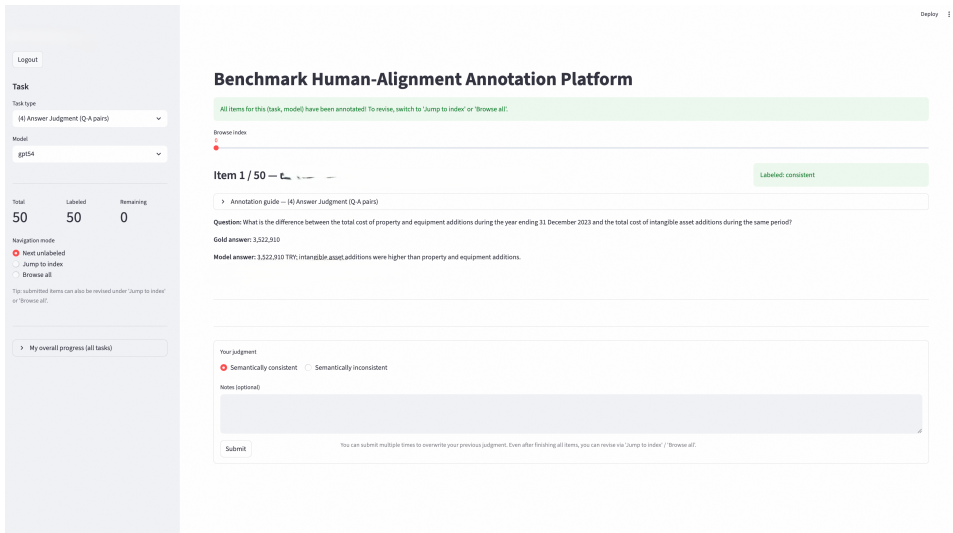 Deploy
Logout
Benchmark Human-Alignment Annotation Platform
Task
Task type
(4) Answer Judgment (Q-A pairs)
Model
gpt54
Total
Labeled
Remaining
50
50
0
Navigation mode
Next unlabeled
Jump to index
Browse all
Tip: submitted items can also be revised under 'Jump to index' or 'Browse all'.
My overall progress (all tasks)
All items for this (task, model) have been annotated! To revise, switch to 'Jump to index' or 'Browse all'.
Browse index
Item 1 / 50 —
Labeled: consistent
Annotation guide — (4) Answer Judgment (Q-A pairs)
Question: What is the difference between the total cost of property and equipment additions during the year ending 31 December 2023 and the total cost of intangible asset additions during the same period?
Gold answer: 3,522,910
Model answer: 3,522,910 TRY; intangible asset additions were higher than property and equipment additions.
Your judgment
Semantically consistent
Semantically inconsistent
Notes (optional)
Submit
You can submit multiple times to overwrite your previous judgment. Even after finishing all items, you can revise via 'Jump to index' / 'Browse all'.